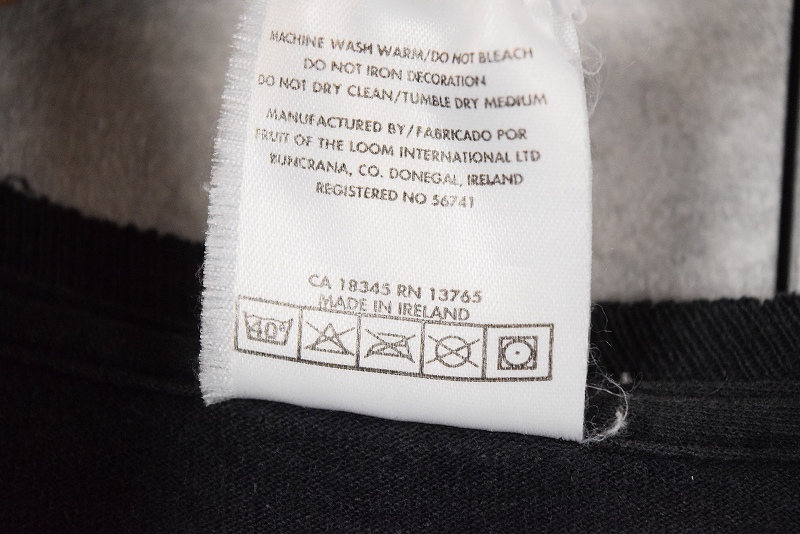 MACHINE WASH WARM/DO NOT BLEACH
DO NOT IRON DECORATION
DO NOT DRY CLEAN/TUMBLE DRY MEDIUM
MANUFACTURED BY/FABRICADO POR
FRUIT OF THE LOOM INTERNATIONAL LTD
BUNCRANA, CO. DONEGAL, IRELAND
REGISTERED NO 56741
CA 18345 RN 13765
MADE IN IRELAND
40°